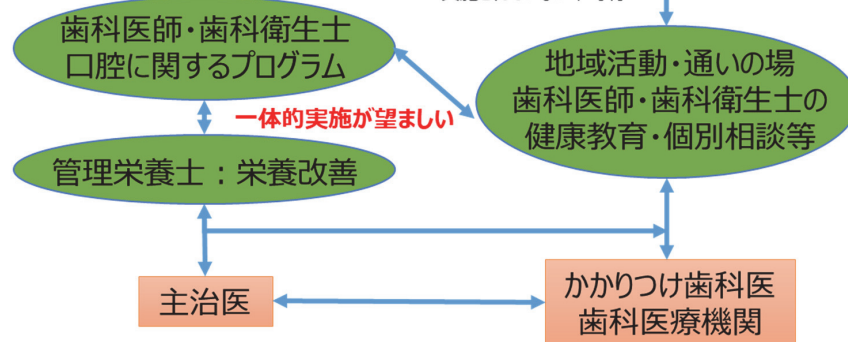 歯科医師・歯科衛生士
口腔に関するプログラム
地域活動・通いの場
歯科医師・歯科衛生士の
健康教育・個別相談等
一体的実施が望ましい
管理栄養士：栄養改善
主治医
かかりつけ歯科医
歯科医療機関